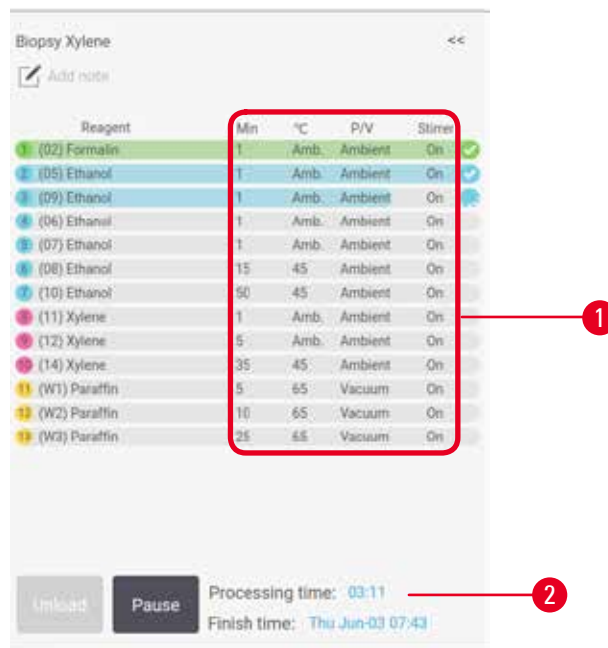 Biopsy Xylene <<
Add note
Reagent Min °C P/V Stirrer
1 (02) Formalin 1 Amb. Ambient On
2 (05) Ethanol 1 Amb. Ambient On
3 (09) Ethanol 1 Amb. Ambient On
4 (06) Ethanol 1 Amb. Ambient On
5 (07) Ethanol 1 Amb. Ambient On
6 (08) Ethanol 15 45 Ambient On
7 (10) Ethanol 50 45 Ambient On
8 (11) Xylene 1 Amb. Ambient On
9 (12) Xylene 5 Amb. Ambient On
10 (14) Xylene 35 45 Ambient On
11 (W1) Paraffin 5 65 Vacuum On
12 (W2) Paraffin 10 65 Vacuum On
13 (W3) Paraffin 25 65 Vacuum On
1
Unload Pause Processing time: 03:11 2
Finish time: Thu Jun-03 07:43